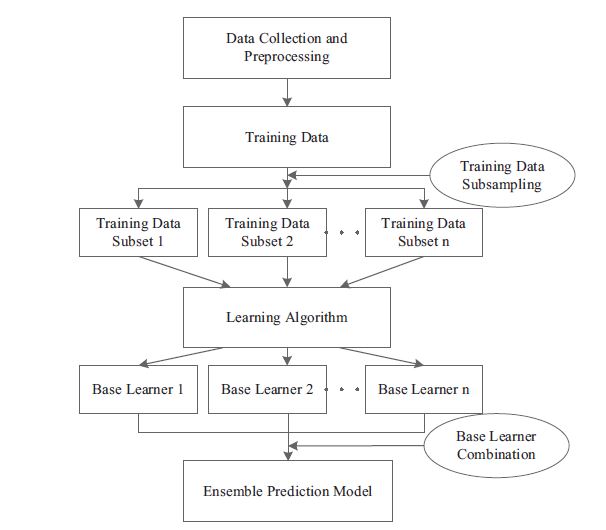 Data Collection and
Preprocessing
Training Data
Training Data
Subsampling
Training Data
Subset 1
Training Data
Subset 2
Training Data
Subset n
Learning Algorithm
Base Learner 1
Base Learner 2
Base Learner n
Base Learner
Combination
Ensemble Prediction Model